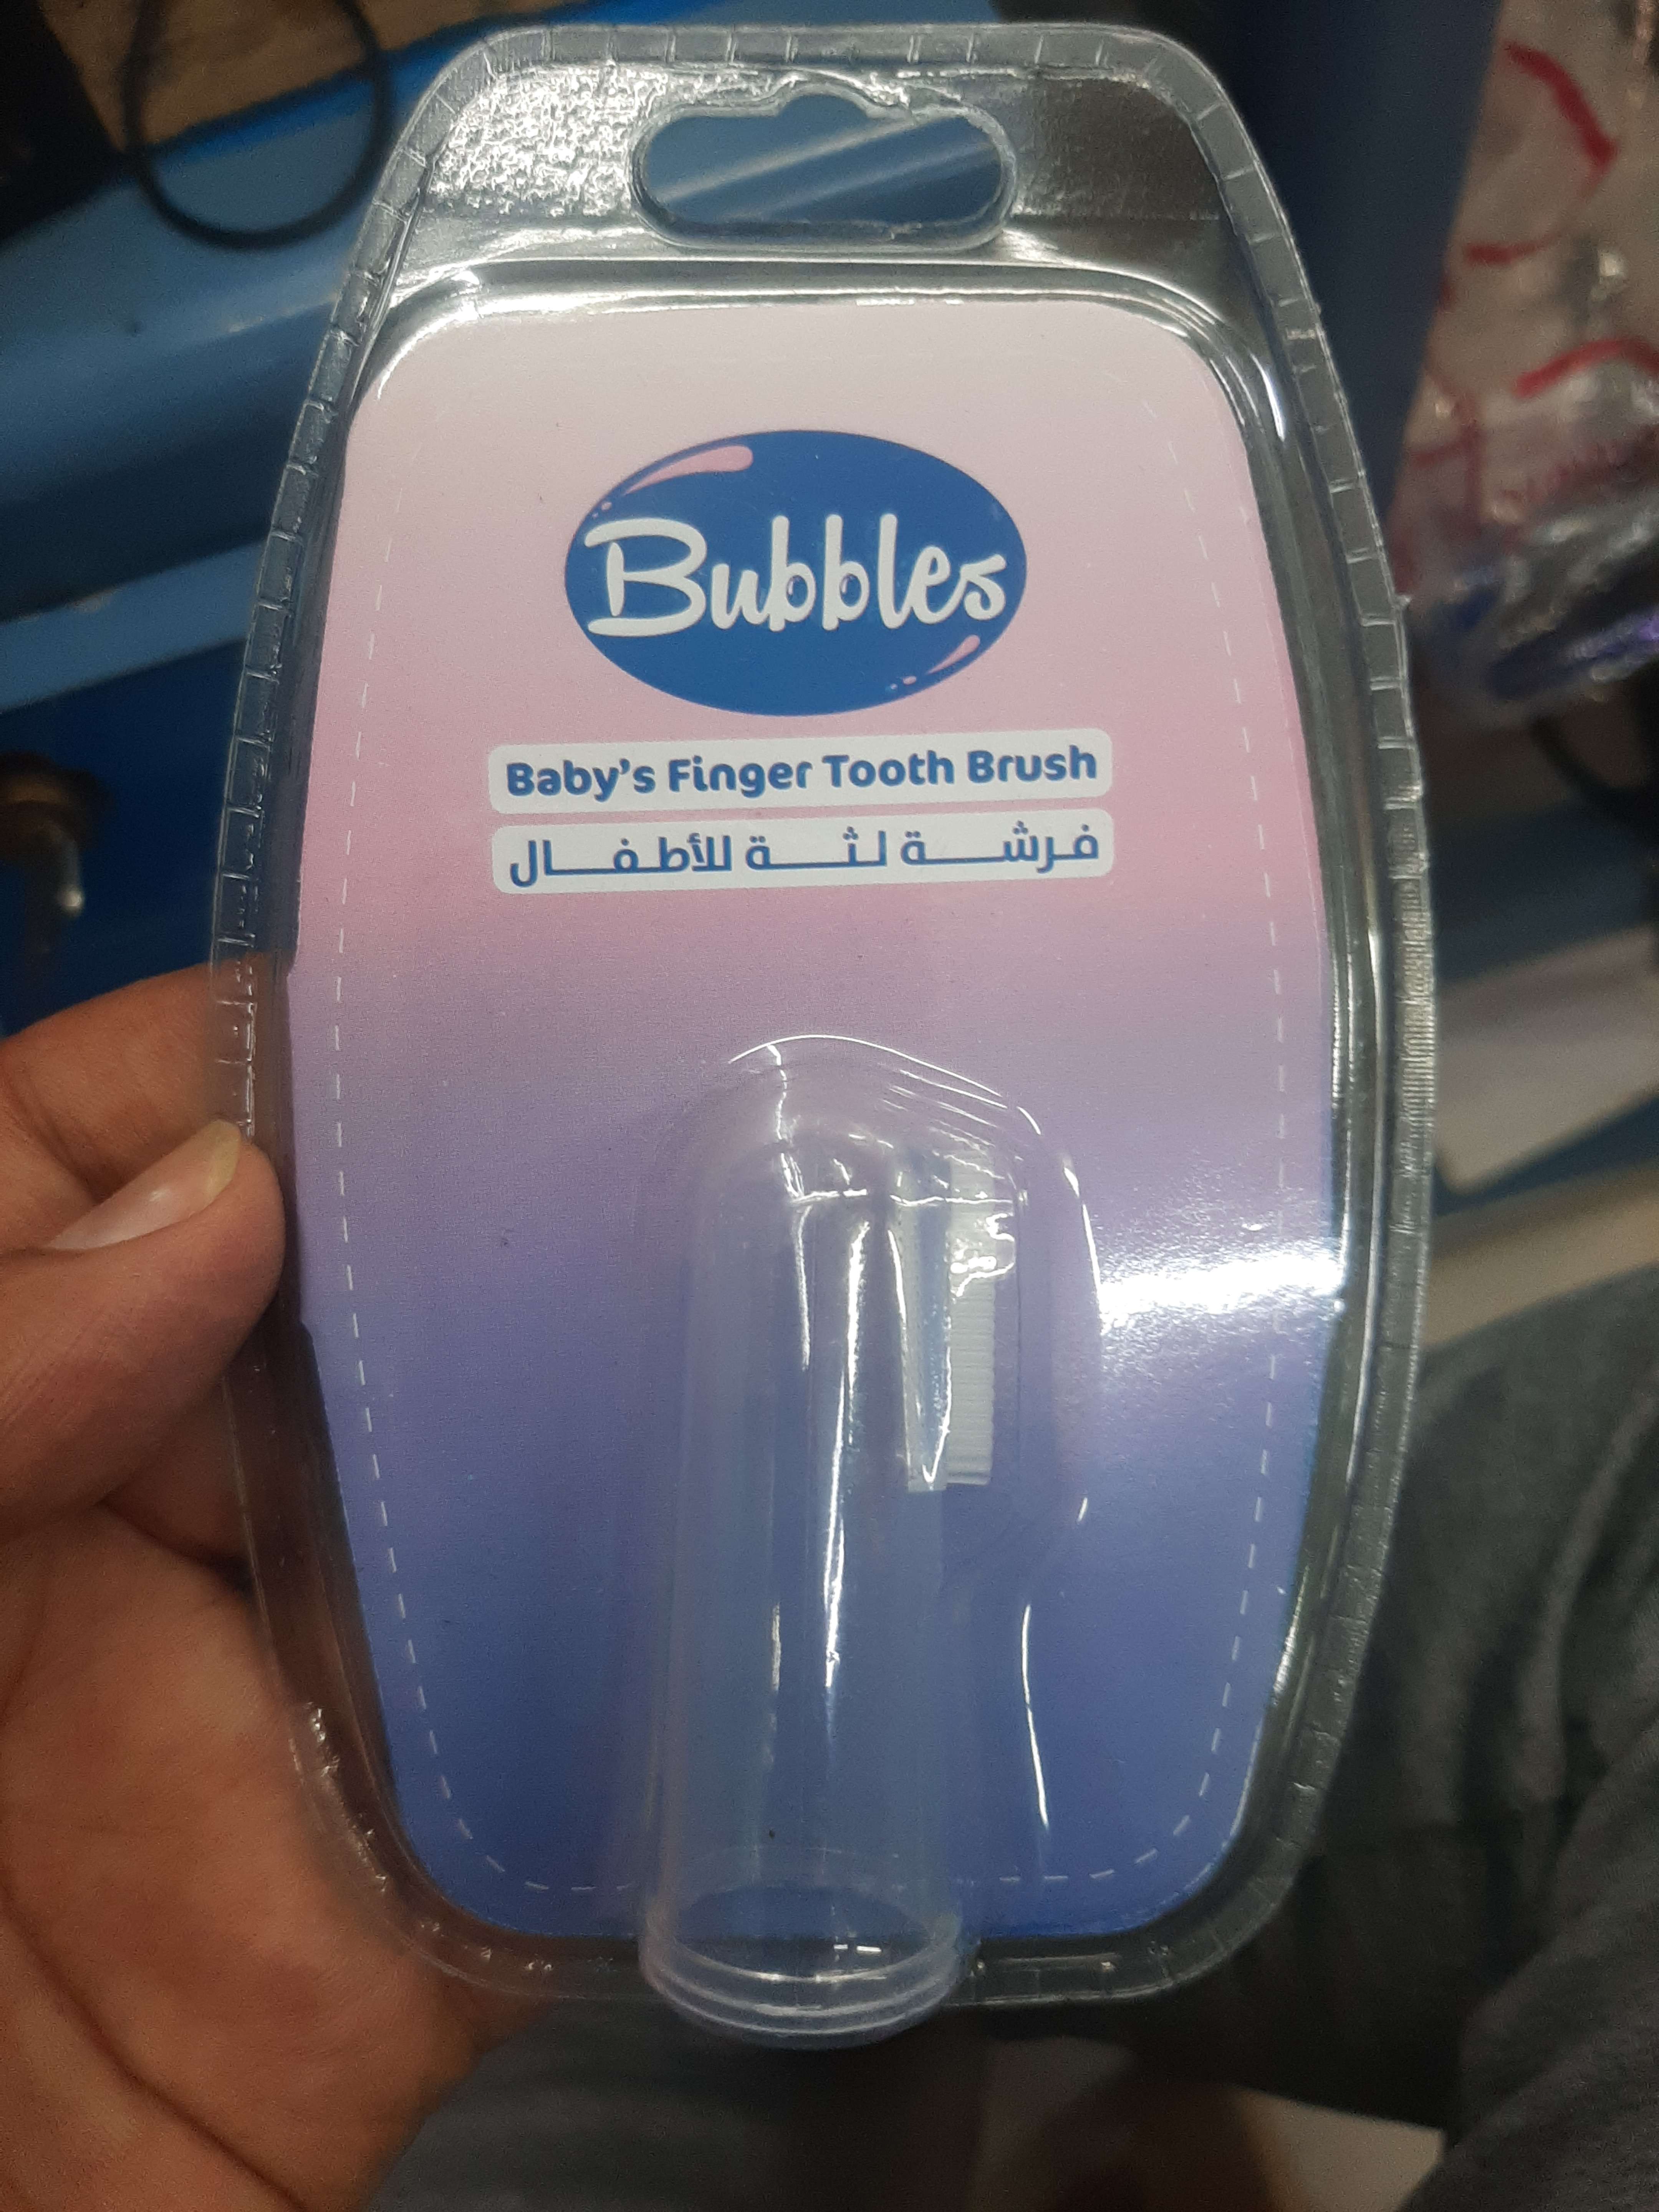 Bubbles
Baby's Finger Tooth Brush
فرشة لثة للأطفال